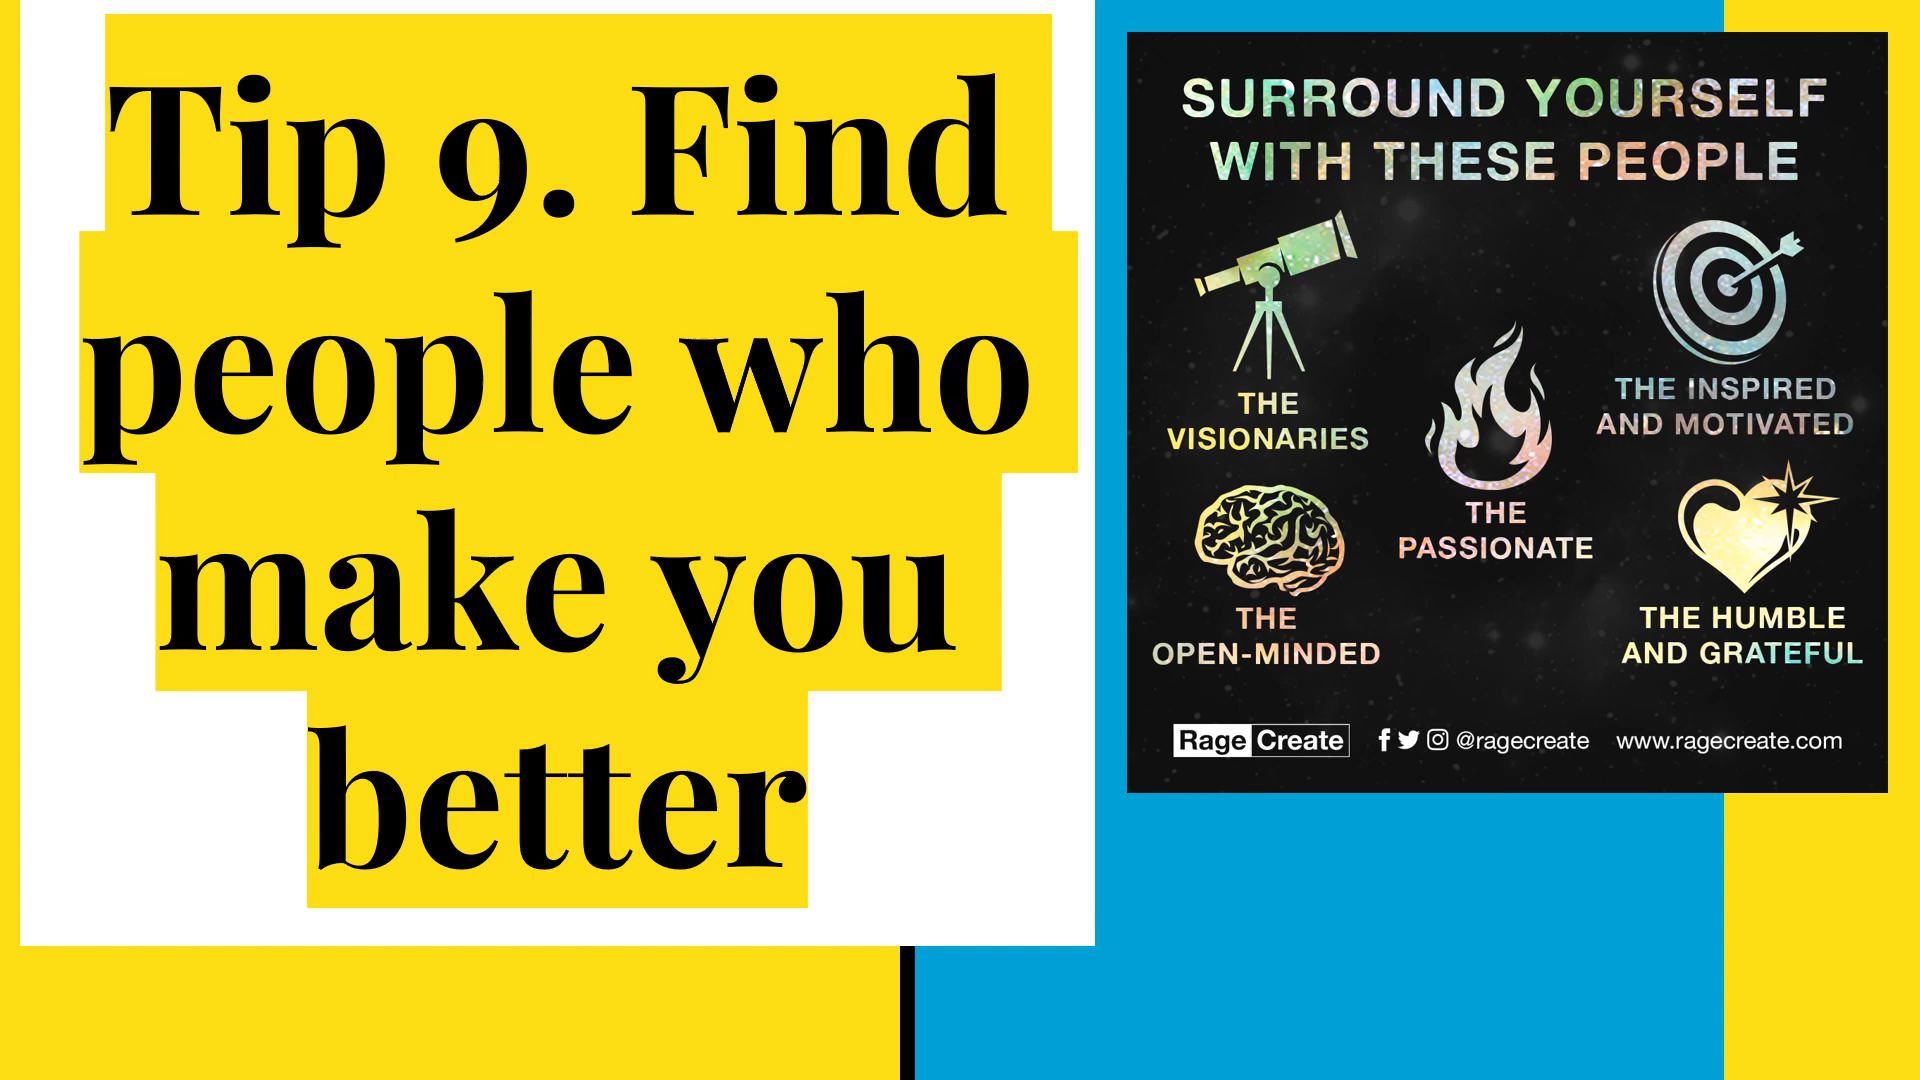 Tip 9. Find
people who
make you
better
SURROUND YOURSELF
WITH THESE PEOPLE
THE
VISIONARIES
THE INSPIRED
AND MOTIVATED
THE
PASSIONATE
THE
OPEN-MINDED
THE HUMBLE
AND GRATEFUL
Rage Create @ragecreate www.ragecreate.com